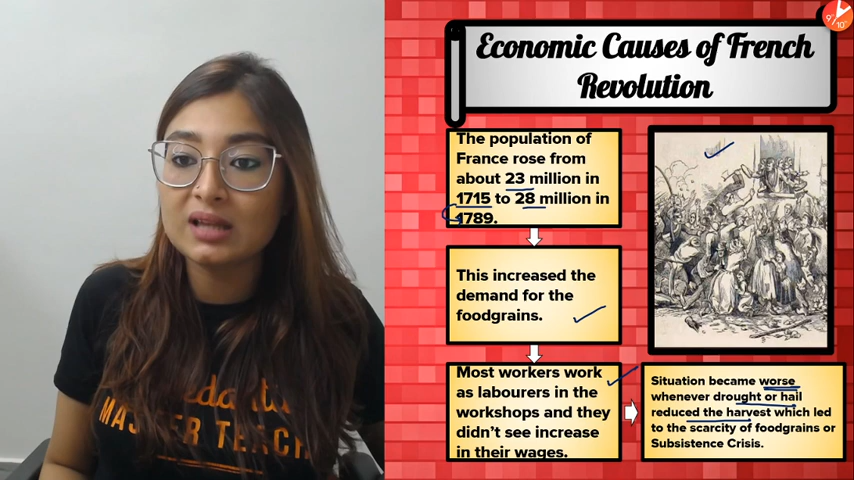 Economic Causes of French
Revolution
The population of
France rose from
about 23 million in
1715 to 28 million in
1789.
This increased the
demand for the
foodgrains.
Most workers work
as labourers in the
workshops and they
didn't see increase
in their wages.
Situation became worse
whenever drought or hail
reduced the harvest which led
to the scarcity of foodgrains or
Subsistence Crisis.
MASTER TEACH